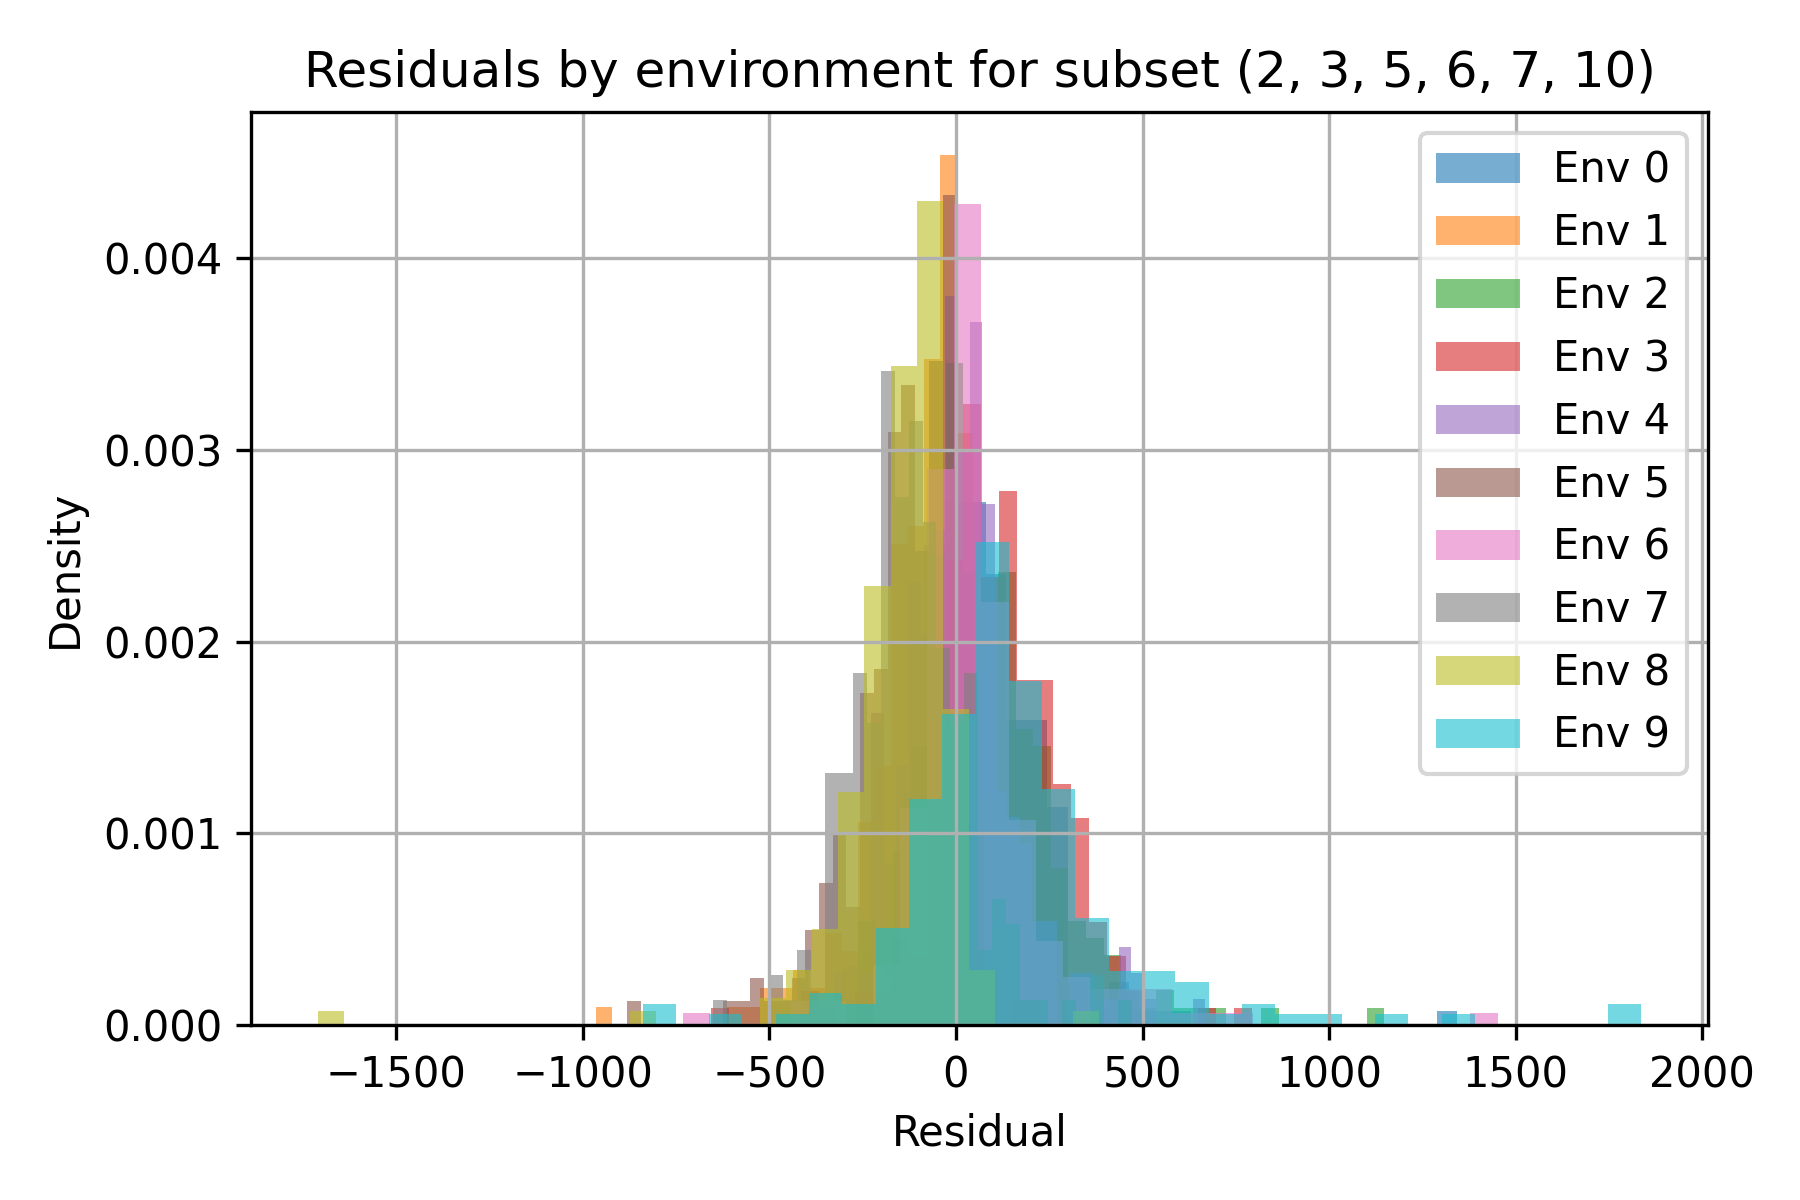 Residuals by environment for subset (2, 3, 5, 6, 7, 10)
Env 0
Env 1
Env 2
Env 3
Env 4
Env 5
Env 6
Env 7
Env 8
Env 9
0.004
0.003
0.002
0.001
0.000
Density
−1500 −1000 −500 0 500 1000 1500 2000
Residual